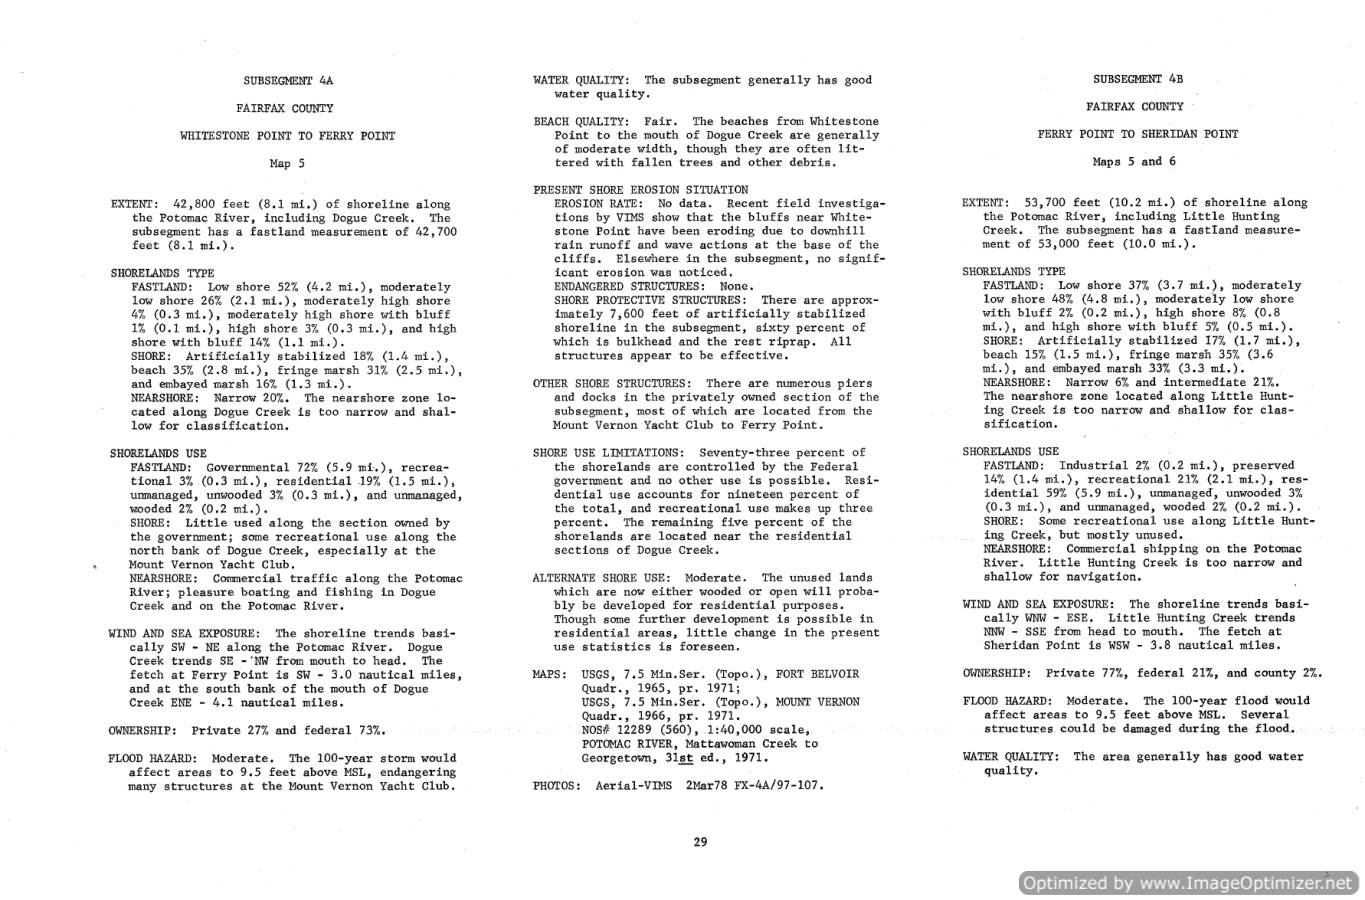 SUBSEGMENT 4A
FAIRFAX COUNTY
WHITESTONE POINT TO FERRY POINT
Map 5
EXTENT: 42,800 feet (8.1 mi.) of shoreline along
the Potomac River, including Dogue Creek. The
subsegment has a fastland measurement of 42,700
feet (8.1 mi.).
SHORELANDS TYPE
FASTLAND: Low shore 52% (4.2 mi.), moderately
low shore 26% (2.1 mi.), moderately high shore
4% (0.3 mi.), moderately high shore with bluff
1% (0.1 mi.), high shore 3% (0.3 mi.), and high
shore with bluff 14% (1.1 mi.).
SHORE: Artificially stabilized 18% (1.4 mi.),
beach 35% (2.8 mi.), fringe marsh 31% (2.5 mi.),
and embayed marsh 16% (1.3 mi.).
NEARSHORE: Narrow 20%. The nearshore zone lo-
cated along Dogue Creek is too narrow and shal-
low for classification.
SHORELANDS USE
FASTLAND: Governmental 72% (5.9 mi.), recrea-
tional 3% (0.3 mi.), residential 19% (1.5 mi.),
unmanaged, unwooded 3% (0.3 mi.), and unmanaged,
wooded 2% (0.2 mi.).
SHORE: Little used along the section owned by
the government; some recreational use along the
north bank of Dogue Creek, especially at the
Mount Vernon Yacht Club.
NEARSHORE: Commercial traffic along the Potomac
River; pleasure boating and fishing in Dogue
Creek and on the Potomac River.
WIND AND SEA EXPOSURE: The shoreline trends basi-
cally SW - NE along the Potomac River. Dogue
Creek trends SE - NW from mouth to head. The
fetch at Ferry Point is SW - 3.0 nautical miles,
and at the south bank of the mouth of Dogue
Creek ENE - 4.1 nautical miles.
OWNERSHIP: Private 27% and federal 73%.
FLOOD HAZARD: Moderate. The 100-year storm would
affect areas to 9.5 feet above MSL, endangering
many structures at the Mount Vernon Yacht Club.
WATER QUALITY: The subsegment generally has good
water quality.
BEACH QUALITY: Fair. The beaches from Whitestone
Point to the mouth of Dogue Creek are generally
of moderate width, though they are often lit-
tered with fallen trees and other debris.
PRESENT SHORE EROSION SITUATION
EROSION RATE: No data. Recent field investiga-
tions by VIMS show that the bluffs near White-
stone Point have been eroding due to downhill
rain runoff and wave actions at the base of the
cliffs. Elsewhere in the subsegment, no signif-
icant erosion was noticed.
ENDANGERED STRUCTURES: None.
SHORE PROTECTIVE STRUCTURES: There are approx-
imately 7,600 feet of artificially stabilized
shoreline in the subsegment, sixty percent of
which is bulkhead and the rest riprap. All
structures appear to be effective.
OTHER SHORE STRUCTURES: There are numerous piers
and docks in the privately owned section of the
subsegment, most of which are located from the
Mount Vernon Yacht Club to Ferry Point.
SHORE USE LIMITATIONS: Seventy-three percent of
the shorelands are controlled by the Federal
government and no other use is possible. Resi-
dential use accounts for nineteen percent of
the total, and recreational use makes up three
percent. The remaining five percent of the
shorelands are located near the residential
sections of Dogue Creek.
ALTERNATE SHORE USE: Moderate. The unused lands
which are now either wooded or open will proba-
bly be developed for residential purposes.
Though some further development is possible in
residential areas, little change in the present
use statistics is foreseen.
MAPS: USGS, 7.5 Min.Ser. (Topo.), FORT BELVOIR
Quadr., 1965, pr. 1971;
USGS, 7.5 Min.Ser. (Topo.), MOUNT VERNON
Quadr., 1966, pr. 1971.
NOS# 12289 (560), 1:40,000 scale,
POTOMAC RIVER, Mattawoman Creek to
Georgetown, 31st ed., 1971.
PHOTOS: Aerial-VIMS 2Mar78 FX-4A/97-107.
SUBSEGMENT 4B
FAIRFAX COUNTY
FERRY POINT TO SHERIDAN POINT
Maps 5 and 6
EXTENT: 53,700 feet (10.2 mi.) of shoreline along
the Potomac River, including Little Hunting
Creek. The subsegment has a fastland measure-
ment of 53,000 feet (10.0 mi.).
SHORELANDS TYPE
FASTLAND: Low shore 37% (3.7 mi.), moderately
low shore 48% (4.8 mi.), moderately low shore
with bluff 2% (0.2 mi.), high shore 8% (0.8
mi.), and high shore with bluff 5% (0.5 mi.).
SHORE: Artificially stabilized 17% (1.7 mi.),
beach 15% (1.5 mi.), fringe marsh 35% (3.6
mi.), and embayed marsh 33% (3.3 mi.).
NEARSHORE: Narrow 6% and intermediate 21%.
The nearshore zone located along Little Hunt-
ing Creek is too narrow and shallow for clas-
sification.
SHORELANDS USE
FASTLAND: Industrial 2% (0.2 mi.), preserved
14% (1.4 mi.), recreational 21% (2.1 mi.), res-
idential 59% (5.9 mi.), unmanaged, unwooded 3%
(0.3 mi.), and unmanaged, wooded 2% (0.2 mi.).
SHORE: Some recreational use along Little Hunt-
ing Creek, but mostly unused.
NEARSHORE: Commercial shipping on the Potomac
River. Little Hunting Creek is too narrow and
shallow for navigation.
WIND AND SEA EXPOSURE: The shoreline trends basi-
cally WNW - ESE. Little Hunting Creek trends
NNW - SSE from head to mouth. The fetch at
Sheridan Point is WSW - 3.8 nautical miles.
OWNERSHIP: Private 77%, federal 21%, and county 2%.
FLOOD HAZARD: Moderate. The 100-year flood would
affect areas to 9.5 feet above MSL. Several
structures could be damaged during the flood.
WATER QUALITY: The area generally has good water
quality.
29
Optimized by www.ImageOptimizer.net